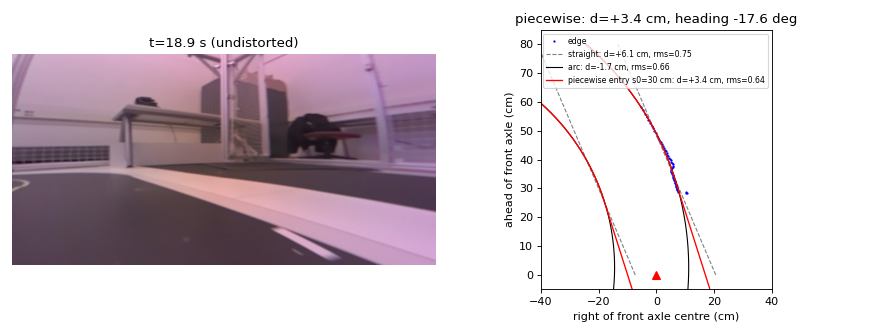 t=18.9 s (undistorted)
piecewise: d=+3.4 cm, heading -17.6 deg
edge
straight: d=+6.1 cm, rms=0.75
arc: d=-1.7 cm, rms=0.66
piecewise entry s0=30 cm: d=+3.4 cm, rms=0.64
80
70
60
50
40
30
20
10
0
ahead of front axle (cm)
−40
−20
0
20
40
right of front axle centre (cm)